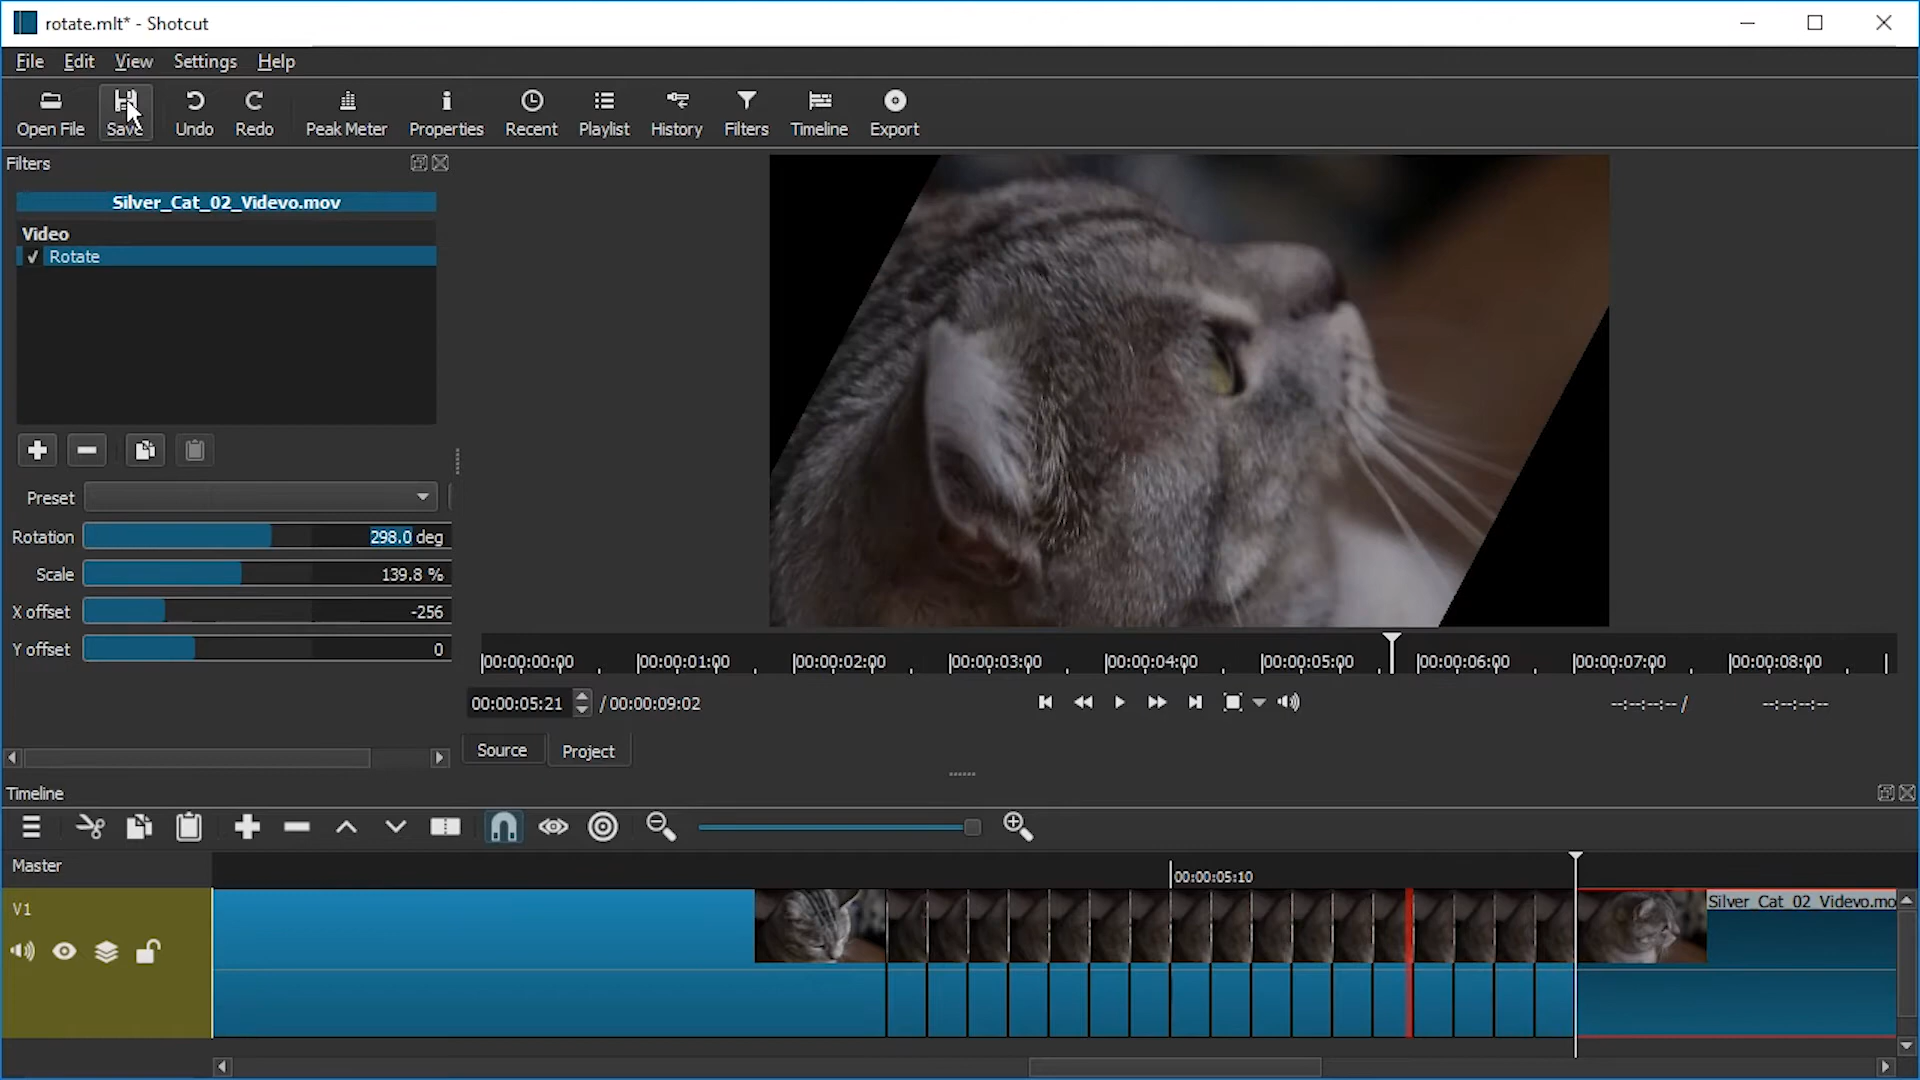 rotate.mlt* - Shotcut
File Edit View Settings Help
Open File Save Undo Redo Peak Meter Properties Recent Playlist History Filters Timeline Export
Filters
Silver_Cat_02_Videvo.mov
Video
✓ Rotate
Preset
Rotation 298.0 deg
Scale 139.8 %
X offset -256
Y offset 0
00:00:00:00 00:00:01:00 00:00:02:00 00:00:03:00 00:00:04:00 00:00:05:00 00:00:06:00 00:00:07:00 00:00:08:00
00:00:05:21 / 00:00:09:02 --:--:--:-- / --:--:--:--
Source Project
Timeline
Master
00:00:05:10
V1
Silver_Cat_02_Videvo.mo